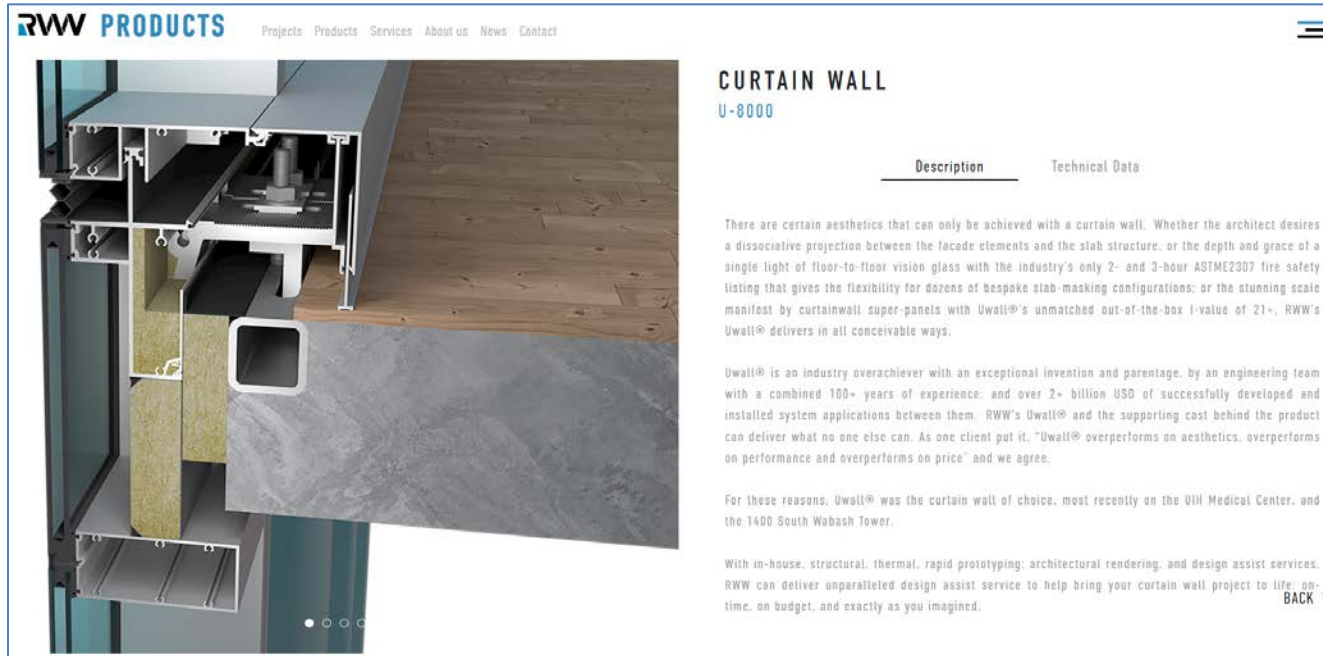 RWW PRODUCTS
Projects Products Services About us News Contact
CURTAIN WALL
U-8000
Description Technical Data
There are certain aesthetics that can only be achieved with a curtain wall. Whether the architect desires
a dissociative projection between the facade elements and the slab structure, or the depth and grace of a
single light of floor-to-floor vision glass with the industry's only 2- and 3-hour ASTME2307 fire safety
listing that gives the flexibility for dozens of bespoke slab-masking configurations; or the stunning scale
manifest by curtainwall super-panels with Uwall®'s unmatched out-of-the-box I-value of 21+, RWW's
Uwall® delivers in all conceivable ways.
Uwall® is an industry overachiever with an exceptional invention and parentage, by an engineering team
with a combined 100+ years of experience; and over 2+ billion USD of successfully developed and
installed system applications between them. RWW's Uwall® and the supporting cast behind the product
can deliver what no one else can. As one client put it, "Uwall® overperforms on aesthetics, overperforms
on performance and overperforms on price" and we agree.
For these reasons, Uwall® was the curtain wall of choice, most recently on the UIH Medical Center, and
the 1400 South Wabash Tower.
With in-house, structural, thermal, rapid prototyping; architectural rendering, and design assist services,
RWW can deliver unparalleled design assist service to help bring your curtain wall project to life; on-
time, on budget, and exactly as you imagined.
BACK